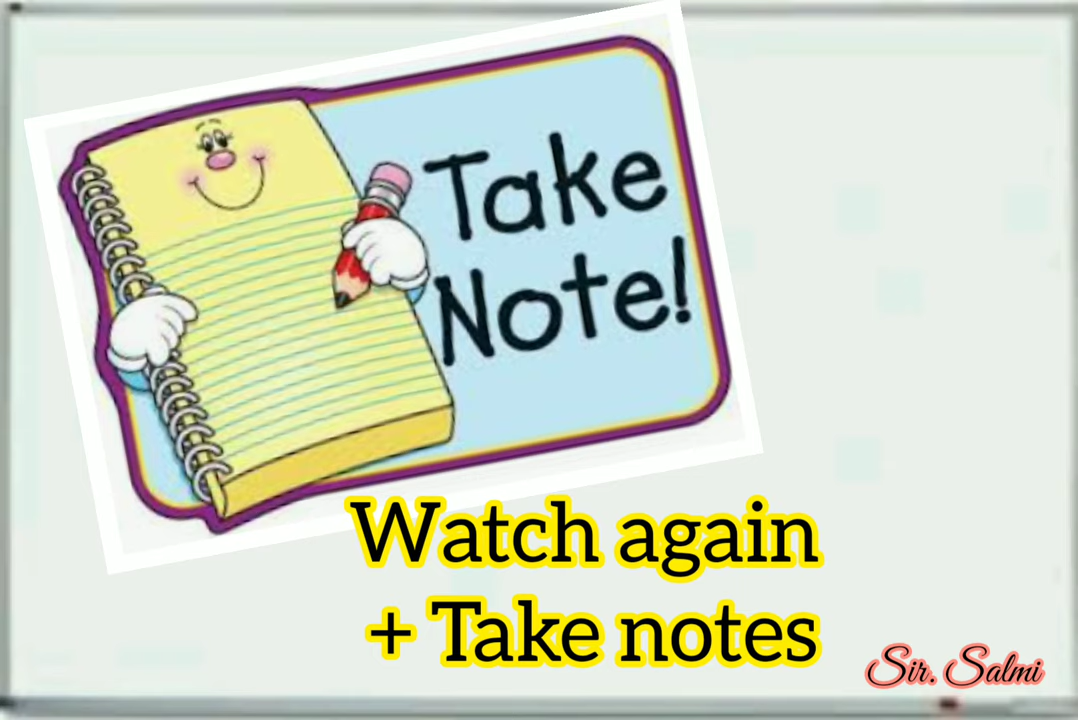 Take
Note!
Watch again
+ Take notes
Sir. Salmi